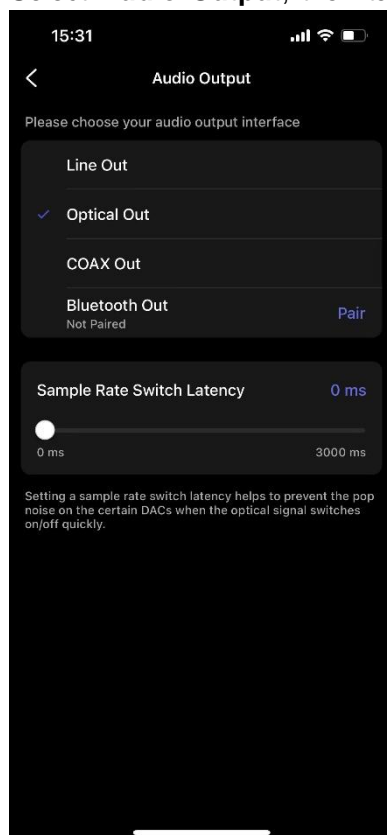 15:31
Audio Output
Please choose your audio output interface
Line Out
Optical Out
COAX Out
Bluetooth Out
Pair
Not Paired
Sample Rate Switch Latency
0 ms
0 ms
3000 ms
Setting a sample rate switch latency helps to prevent the pop
noise on the certain DACs when the optical signal switches
on/off quickly.